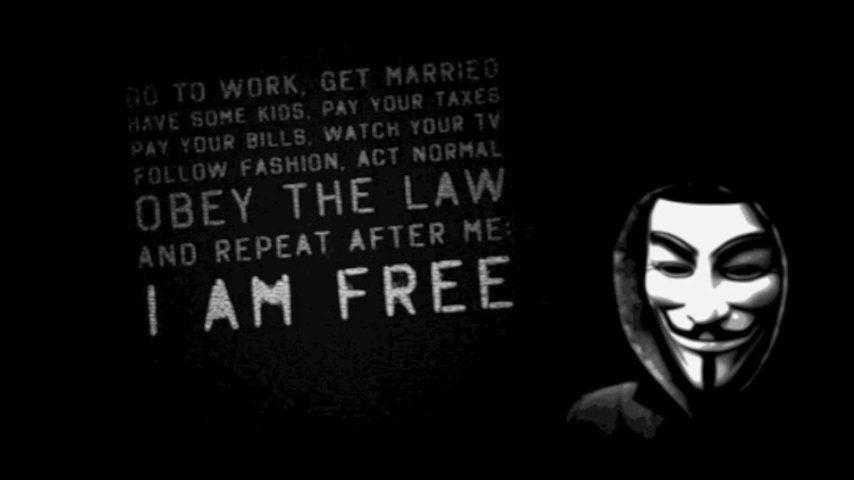 GO TO WORK, GET MARRIED
HAVE SOME KIDS, PAY YOUR TAXES
PAY YOUR BILLS, WATCH YOUR TV
FOLLOW FASHION, ACT NORMAL
OBEY THE LAW
AND REPEAT AFTER ME:
I AM FREE